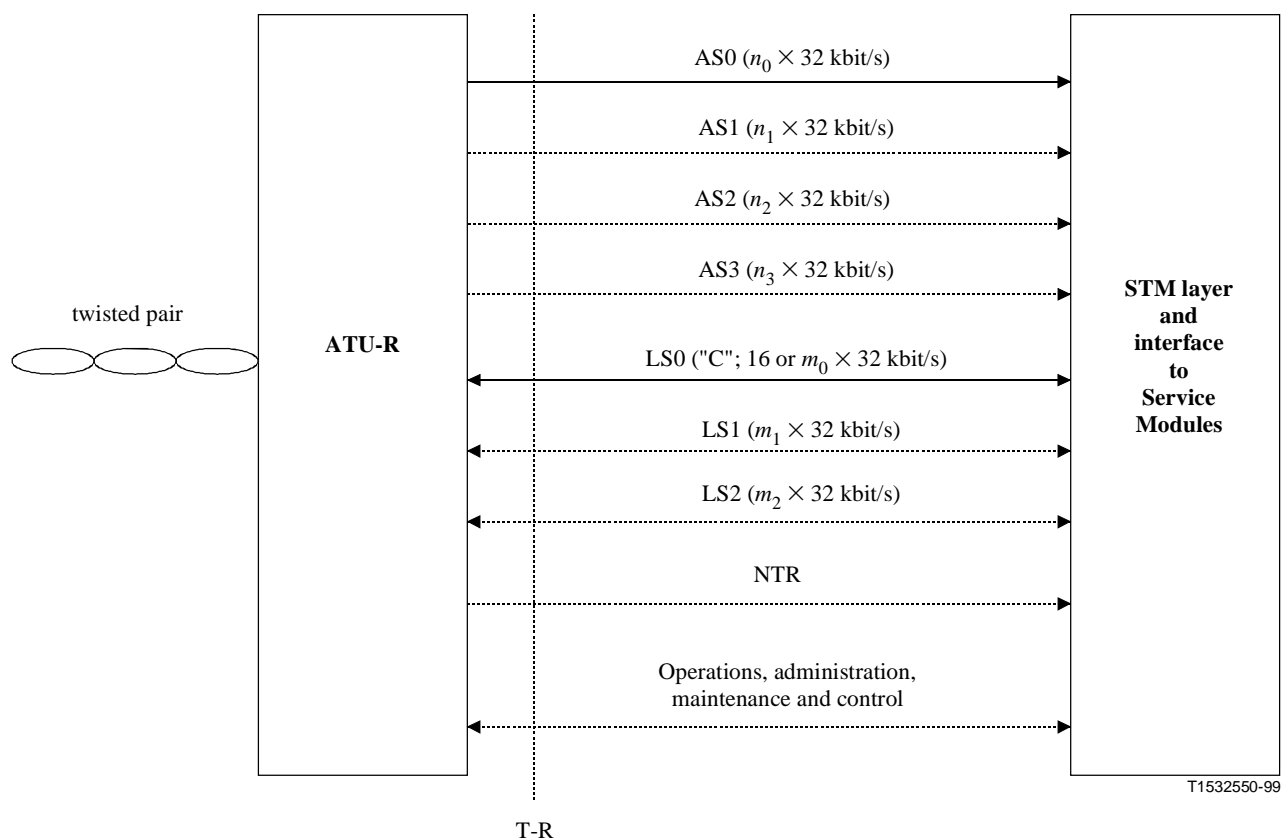 AS0 (n0 × 32 kbit/s)
AS1 (n1 × 32 kbit/s)
AS2 (n2 × 32 kbit/s)
AS3 (n3 × 32 kbit/s)
twisted pair
ATU-R
LS0 ("C"; 16 or m0 × 32 kbit/s)
LS1 (m1 × 32 kbit/s)
LS2 (m2 × 32 kbit/s)
NTR
Operations, administration,
maintenance and control
STM layer
and
interface
to
Service
Modules
T1532550-99
T-R